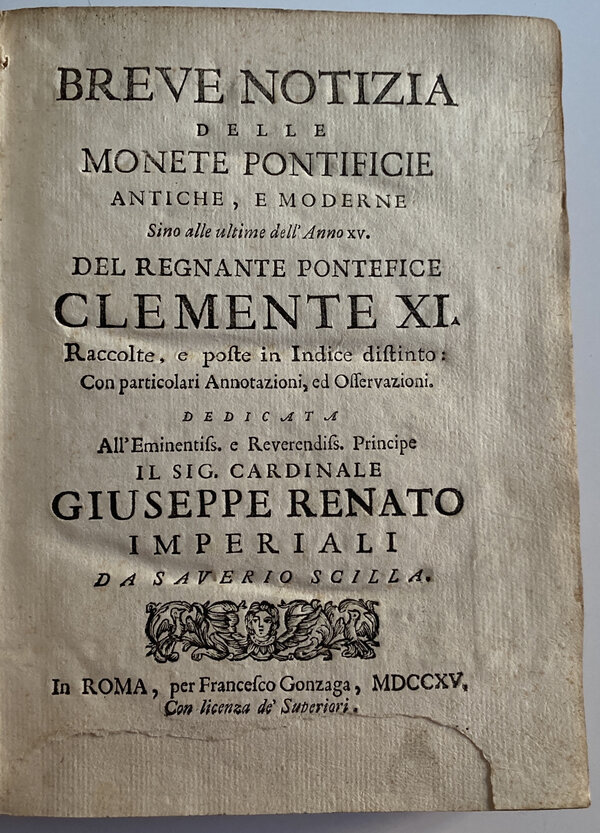 BREVE NOTIZIA
DELLE
MONETE PONTIFICIE
ANTICHE, E MODERNE
Sino alle ultime dell'Anno XV.
DEL REGNANTE PONTEFICE
CLEMENTE XI.
Raccolte, e poſte in Indice diſtinto:
Con particolari Annotazioni, ed Oſſervazioni.
DEDICATA
All'Eminentiſs. e Reverendiſs. Principe
IL SIG. CARDINALE
GIUSEPPE RENATO
IMPERIALI
DA SAVERIO SCILLA.
In ROMA, per Franceſco Gonzaga, MDCCXV.
Con licenza de' Superiori.